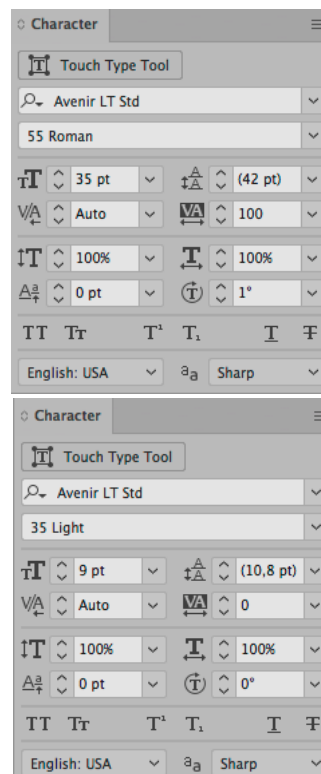 Character
Touch Type Tool
Avenir LT Std
55 Roman
35 pt (42 pt)
Auto 100
100% 100%
0 pt 1°
TT Tт T¹ T₁ T T
English: USA aa Sharp
Character
Touch Type Tool
Avenir LT Std
35 Light
9 pt (10,8 pt)
Auto 0
100% 100%
0 pt 0°
TT Tт T¹ T₁ T T
English: USA aa Sharp